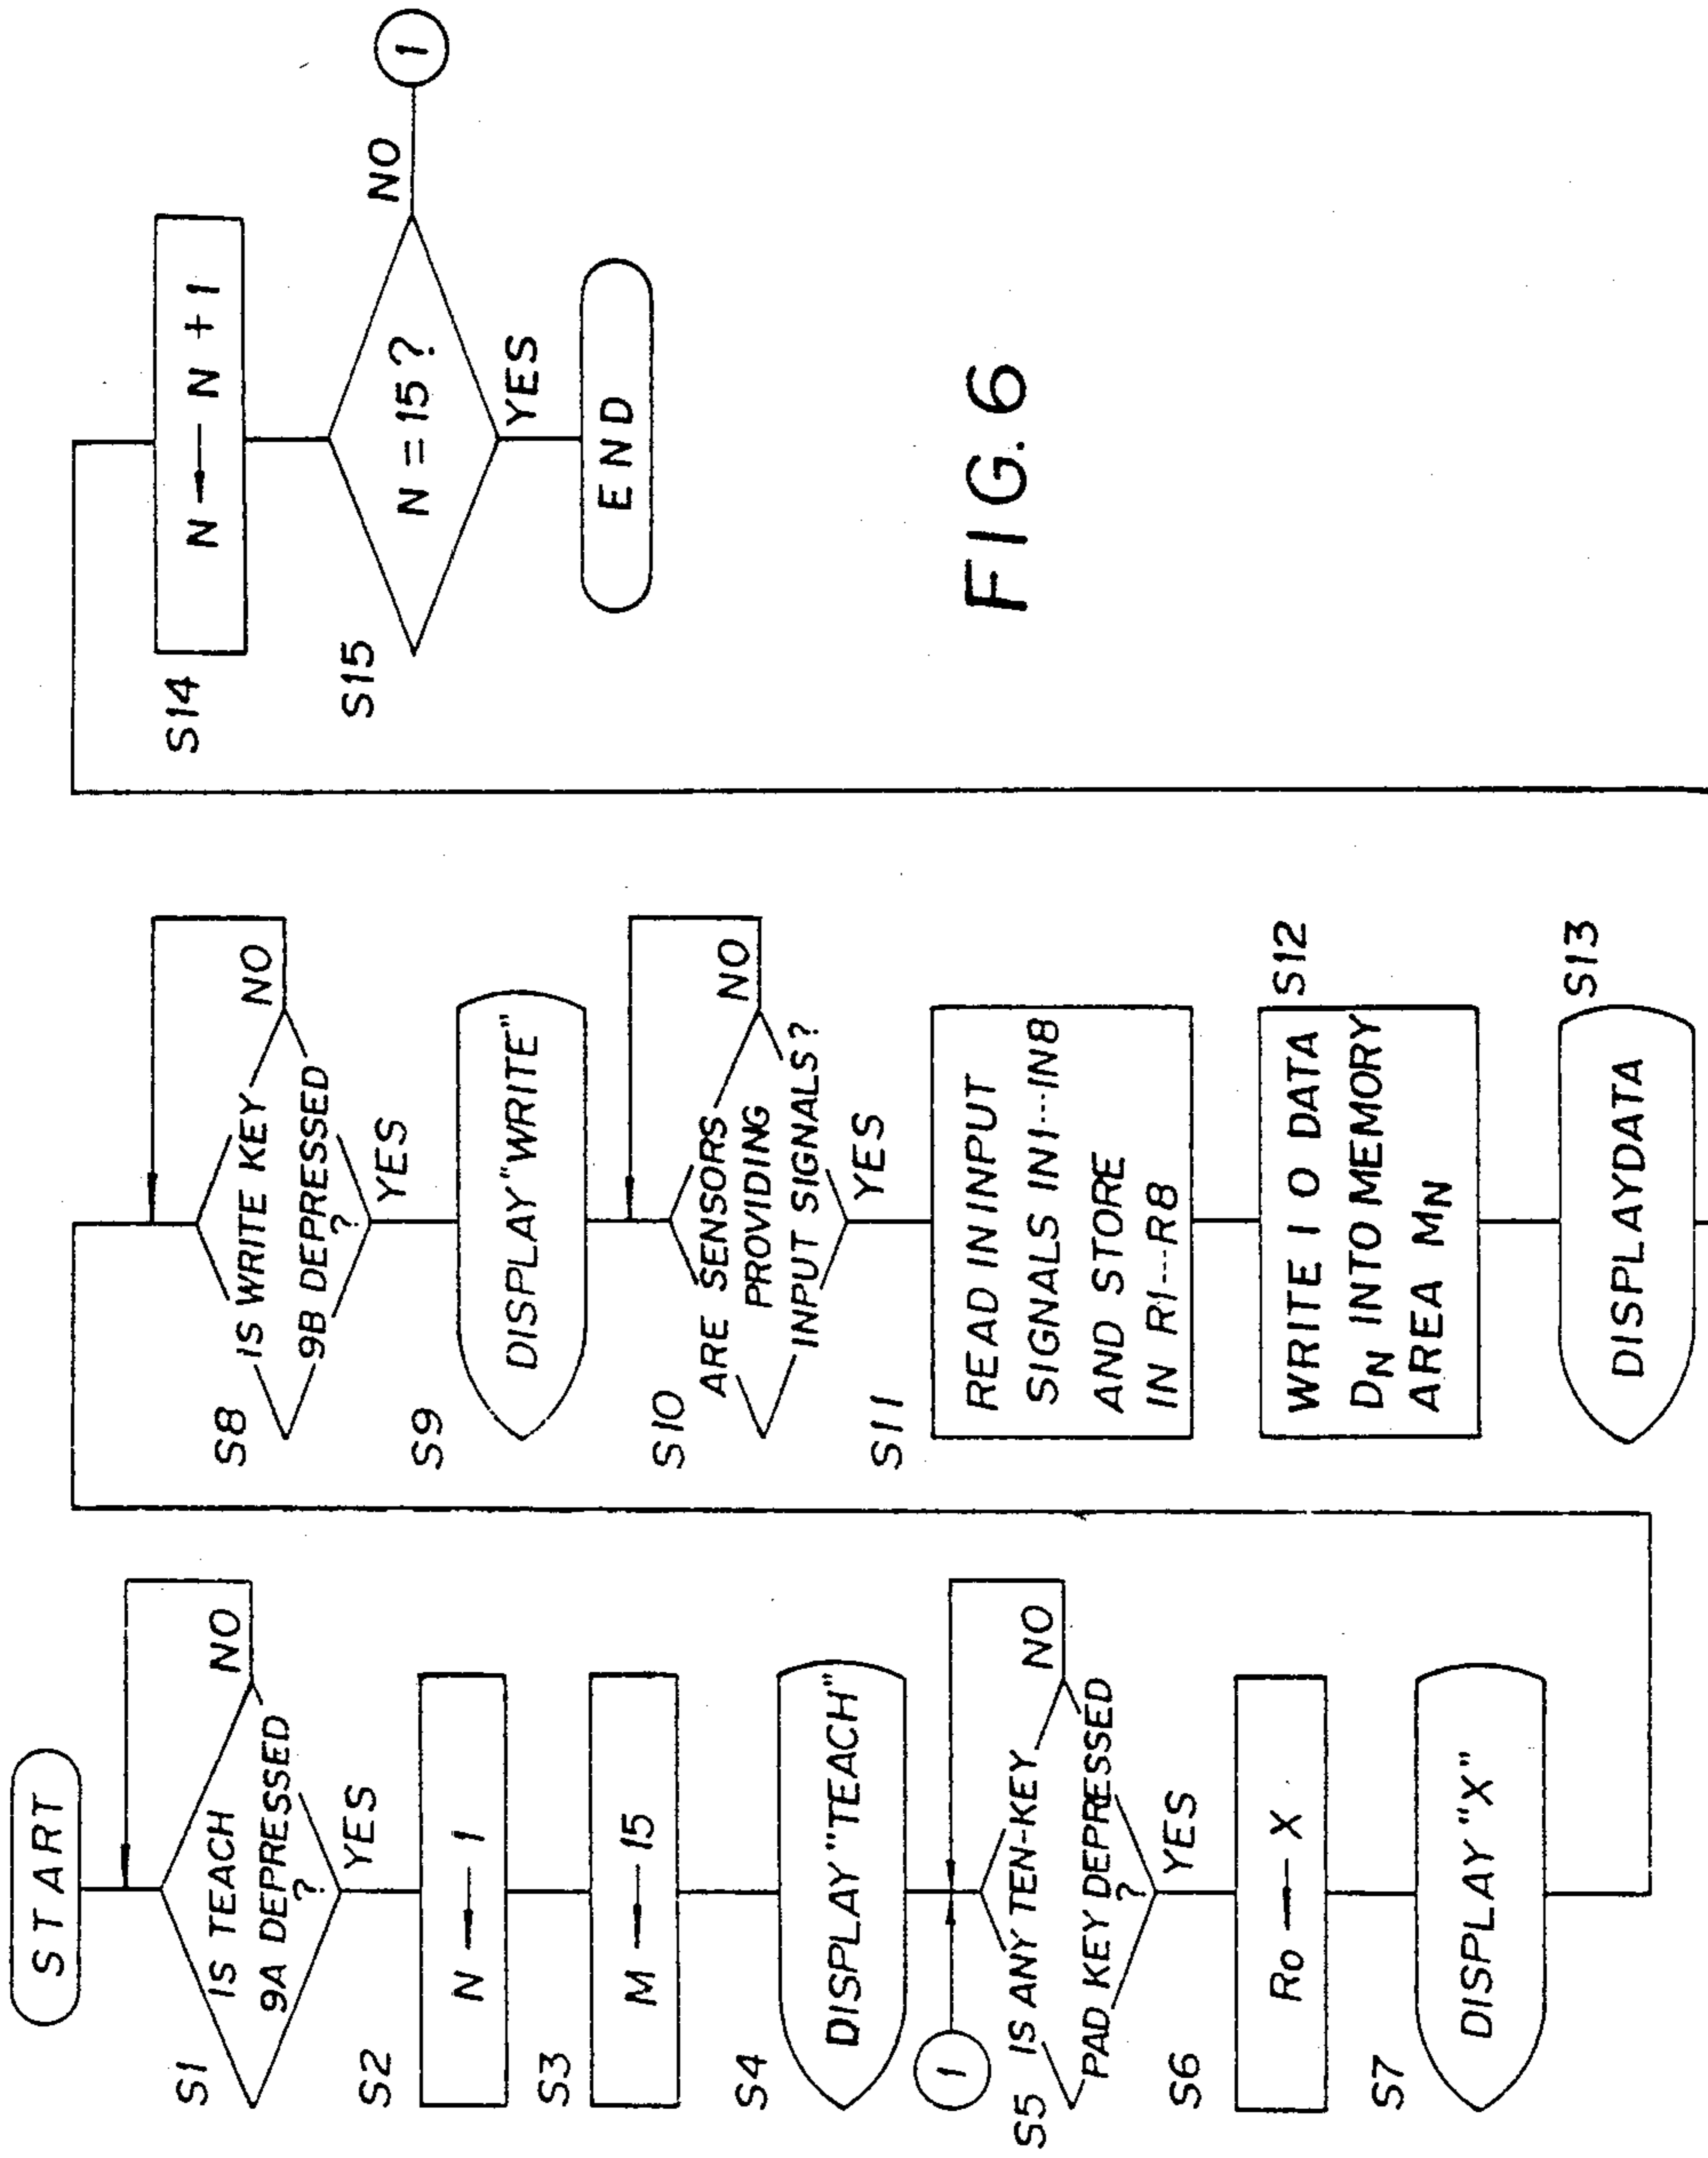 START
S1
IS TEACH
9A DEPRESSED
?
NO
YES
S2
N ← 1
S3
M ← 15
S4
DISPLAY "TEACH"
1
S5
IS ANY TEN-KEY
PAD KEY DEPRESSED
?
NO
YES
S6
R0 ← X
S7
DISPLAY "X"
S8
IS WRITE KEY
9B DEPRESSED
?
NO
YES
S9
DISPLAY "WRITE"
S10
ARE SENSORS
PROVIDING
INPUT SIGNALS?
NO
YES
S11
READ IN INPUT
SIGNALS IN1---IN8
AND STORE
IN R1---R8
S12
WRITE I O DATA
DN INTO MEMORY
AREA MN
S13
DISPLAY DATA
S14
N ← N + 1
S15
N = 15 ?
NO
1
YES
END
FIG. 6